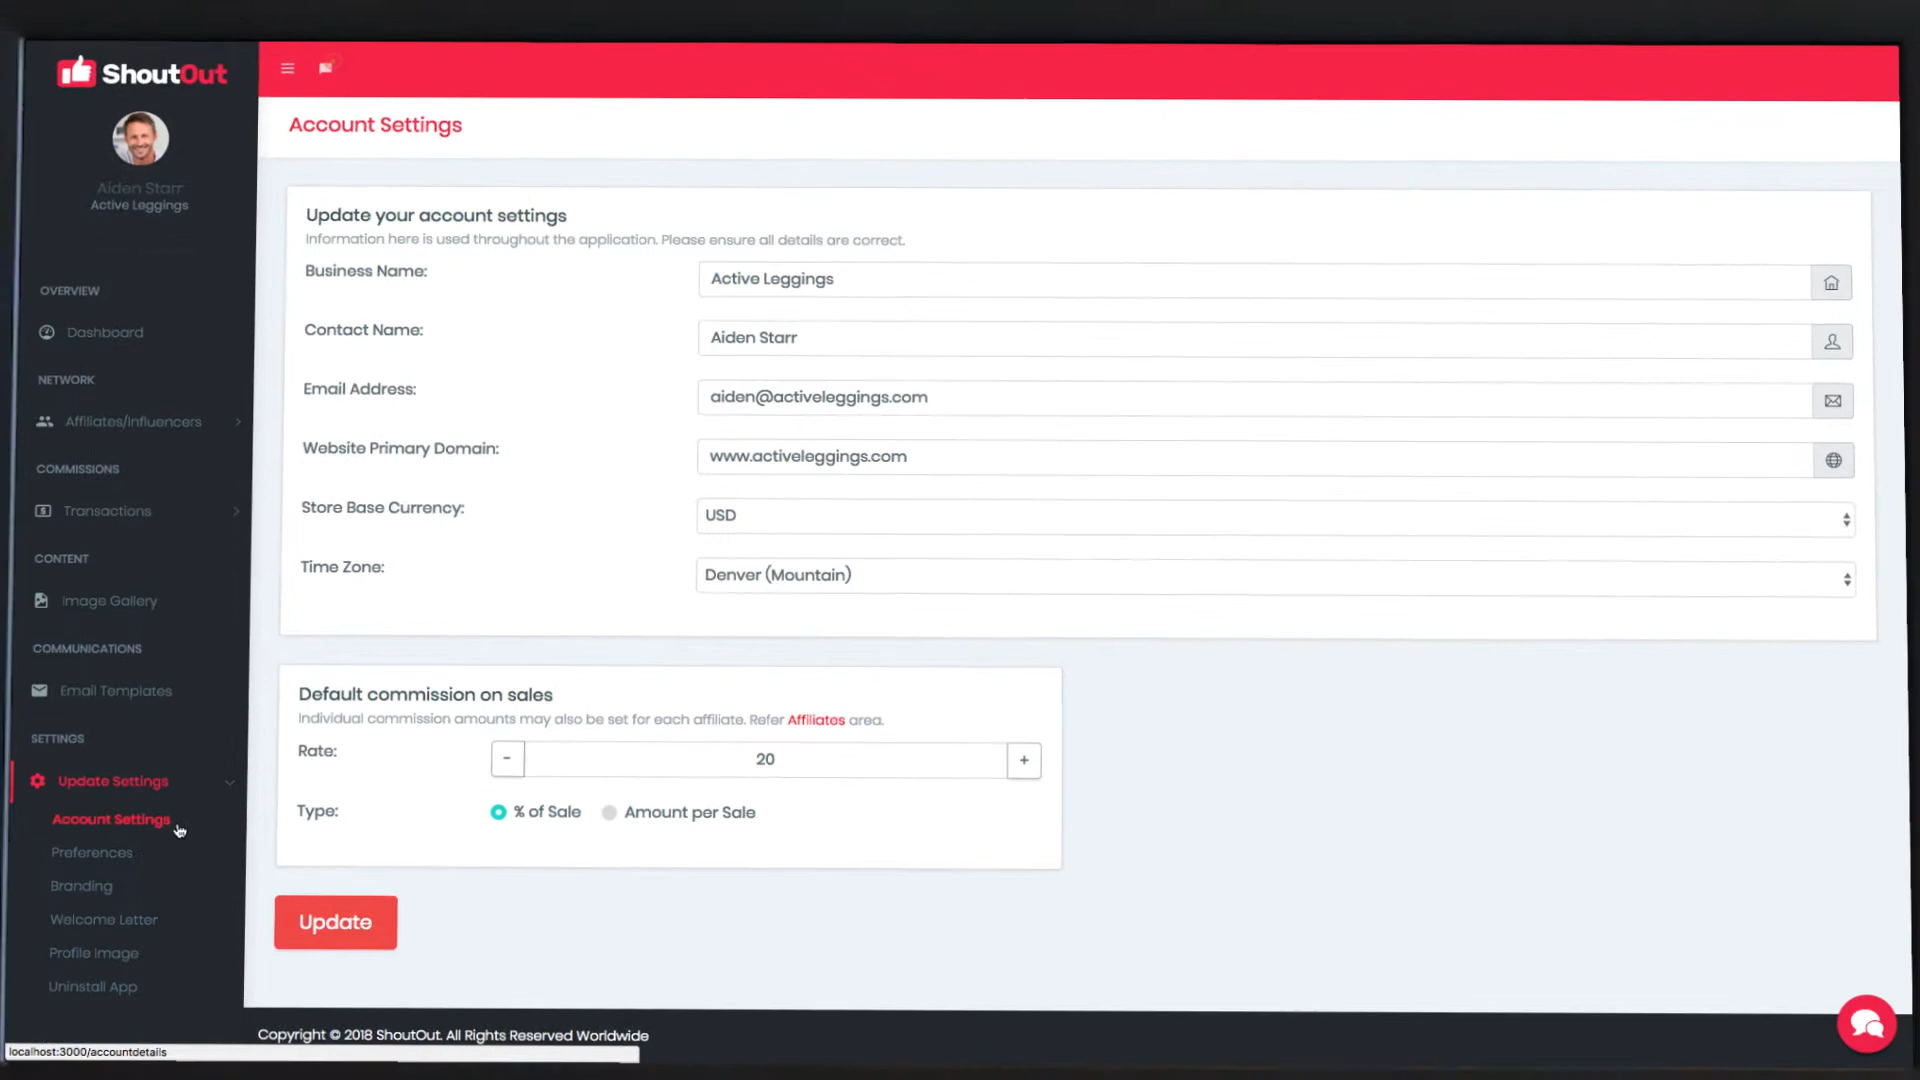 ShoutOut
Aiden Starr
Active Leggings
OVERVIEW
Dashboard
NETWORK
Affiliates/Influencers
COMMISSIONS
Transactions
CONTENT
Image Gallery
COMMUNICATIONS
Email Templates
SETTINGS
Update Settings
Account Settings
Preferences
Branding
Welcome Letter
Profile Image
Uninstall App
Account Settings
Update your account settings
Information here is used throughout the application. Please ensure all details are correct.
Business Name:
Active Leggings
Contact Name:
Aiden Starr
Email Address:
aiden@activeleggings.com
Website Primary Domain:
www.activeleggings.com
Store Base Currency:
USD
Time Zone:
Denver (Mountain)
Default commission on sales
Individual commission amounts may also be set for each affiliate. Refer Affiliates area.
Rate:
- 20 +
Type:
% of Sale Amount per Sale
Update
Copyright © 2018 ShoutOut. All Rights Reserved Worldwide
localhost:3000/accountdetails